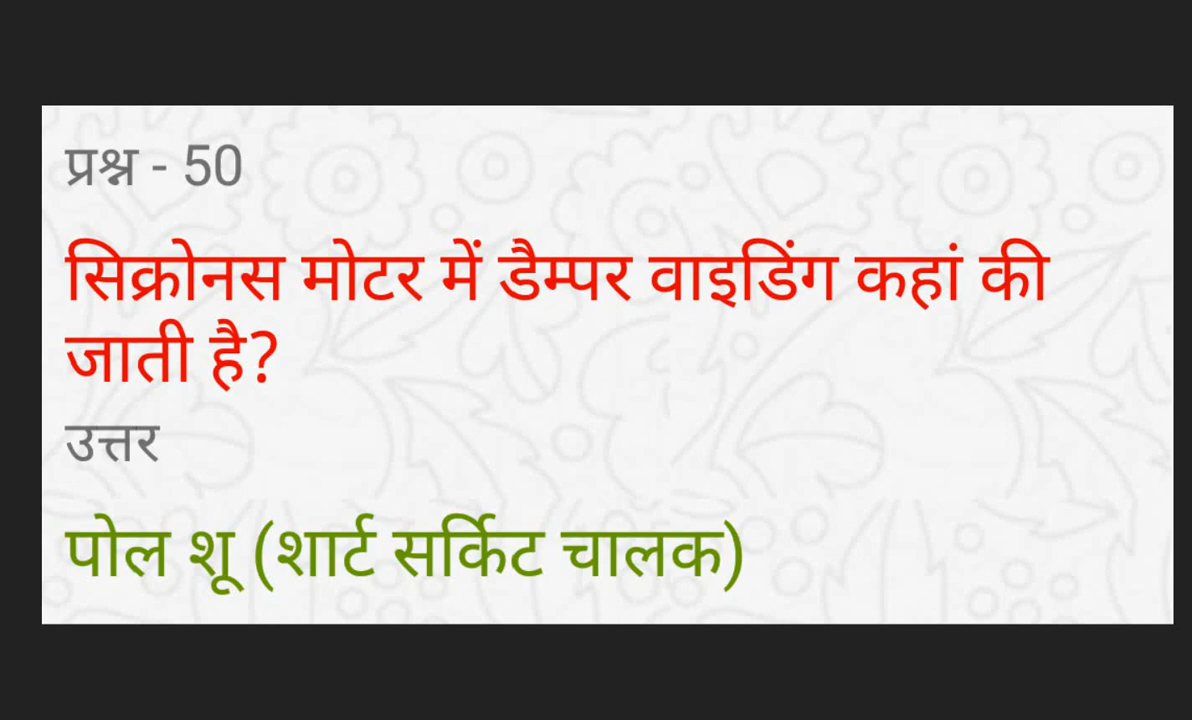 प्रश्न - 50
सिक्रोनस मोटर में डैम्पर वाइडिंग कहां की
जाती है?
उत्तर
पोल शू (शार्ट सर्किट चालक)